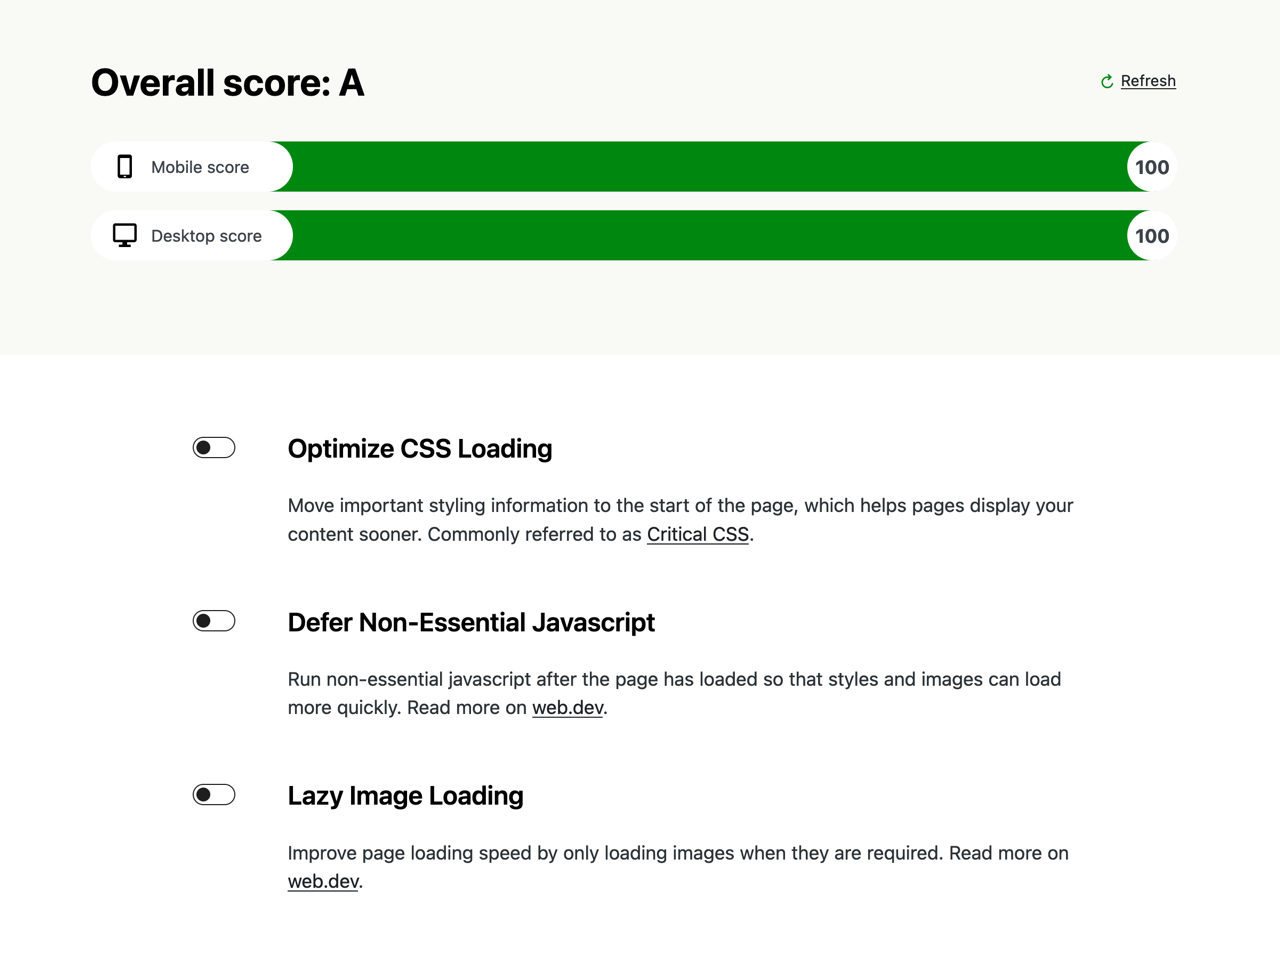 Overall score: A
Refresh
Mobile score
100
Desktop score
100
Optimize CSS Loading
Move important styling information to the start of the page, which helps pages display your
content sooner. Commonly referred to as Critical CSS.
Defer Non-Essential Javascript
Run non-essential javascript after the page has loaded so that styles and images can load
more quickly. Read more on web.dev.
Lazy Image Loading
Improve page loading speed by only loading images when they are required. Read more on
web.dev.